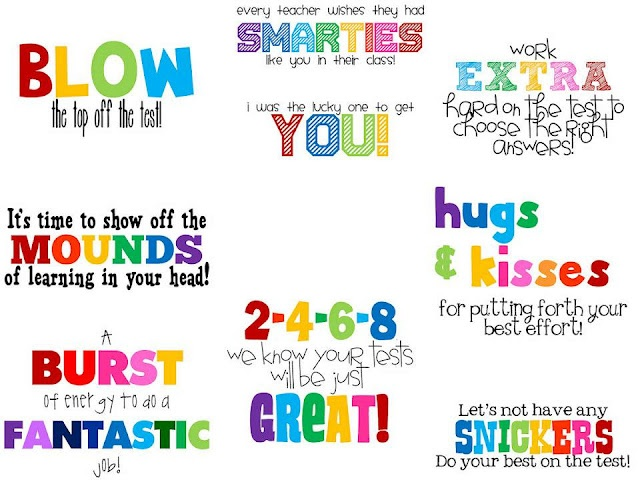 BLOW
the top off the test!
every teacher wishes they had
SMARTIES
like you in their class!
i was the lucky one to get
YOU!
work
EXTRA
hard on the test to
choose the right
answers!
It's time to show off the
MOUNDS
of learning in your head!
hugs
& kisses
for putting forth your
best effort!
A
BURST
of energy to do a
FANTASTIC
job!
2-4-6-8
we know your tests
will be just
GREAT!
Let's not have any
SNICKERS
Do your best on the test!